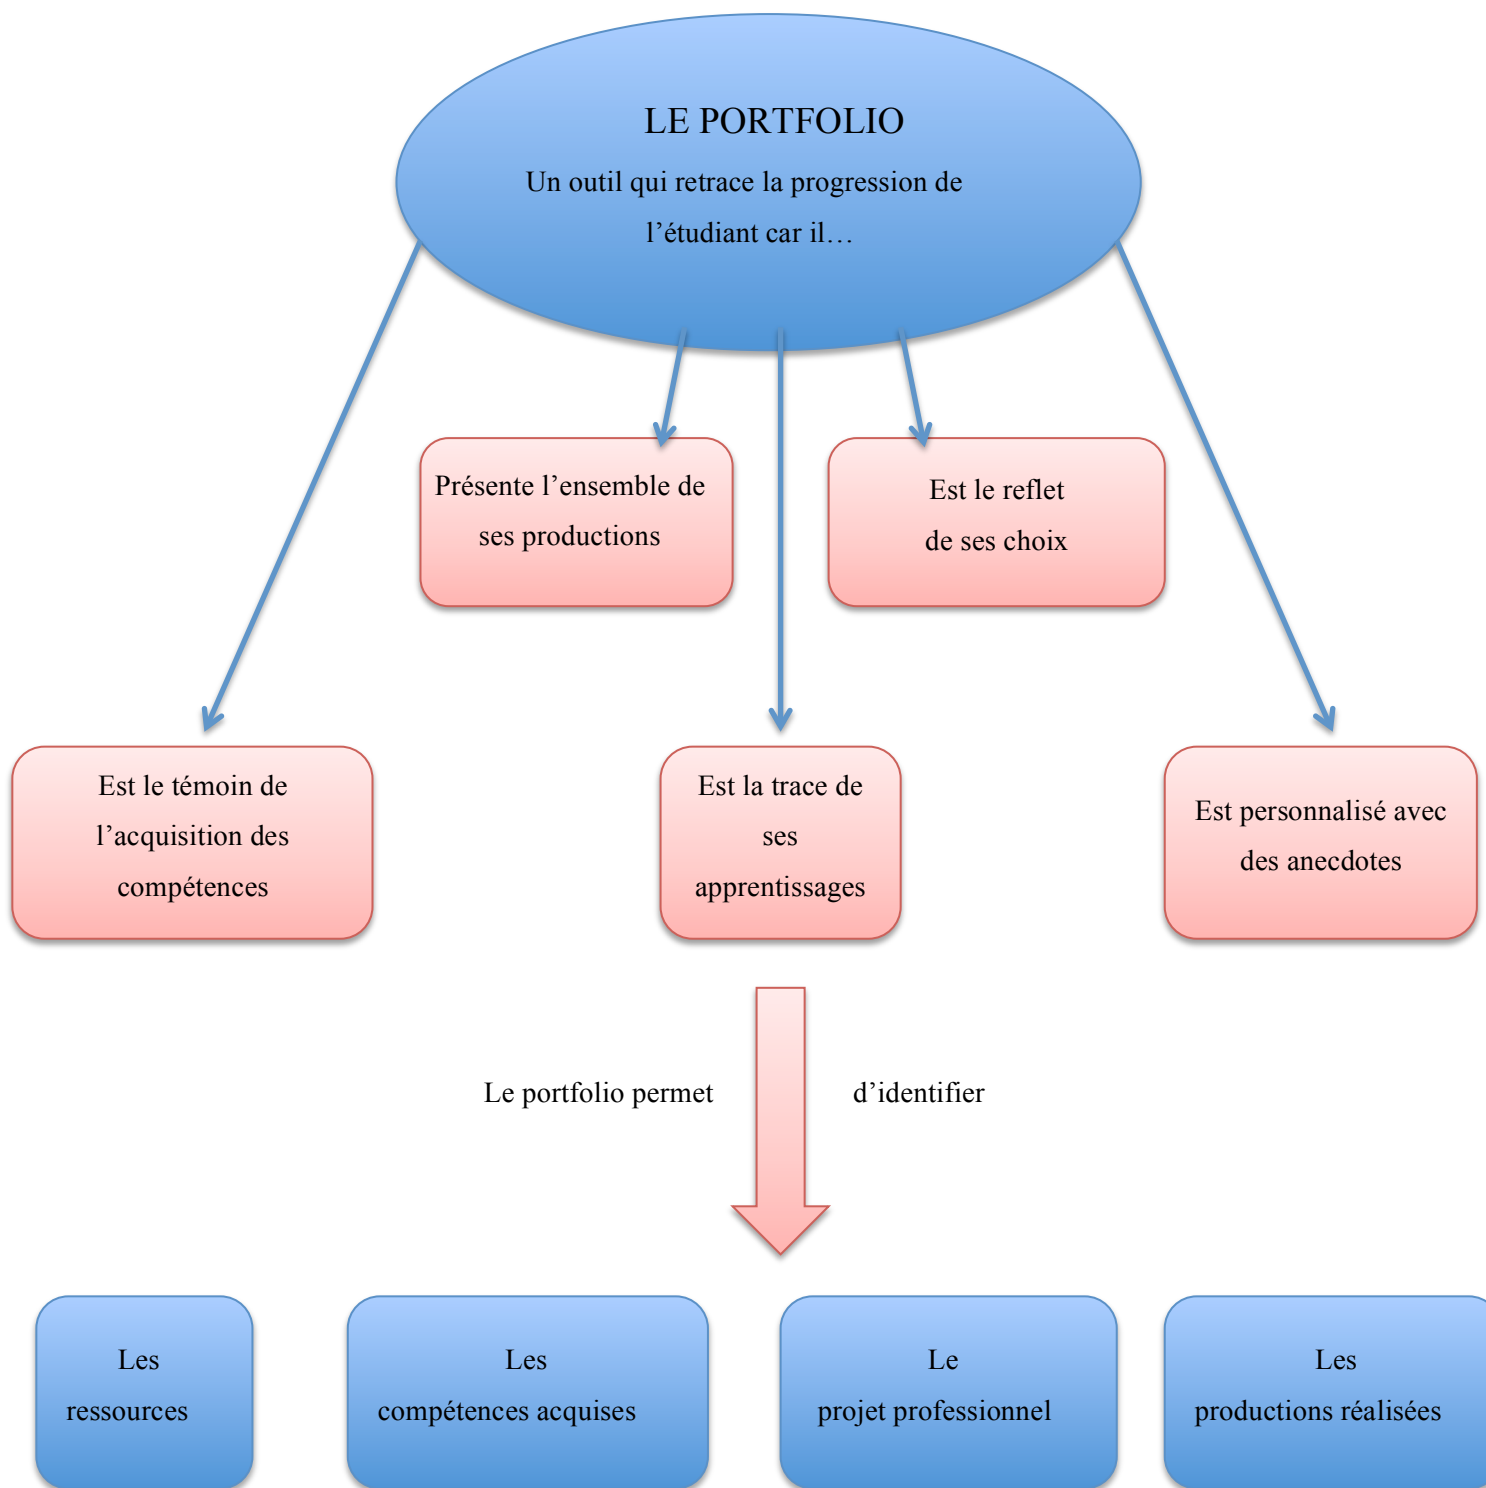 LE PORTFOLIO
Un outil qui retrace la progression de
l’étudiant car il…
Présente l’ensemble de
ses productions
Est le reflet
de ses choix
Est le témoin de
l’acquisition des
compétences
Est la trace de
ses
apprentissages
Est personnalisé avec
des anecdotes
Le portfolio permet d’identifier
Les
ressources
Les
compétences acquises
Le
projet professionnel
Les
productions réalisées